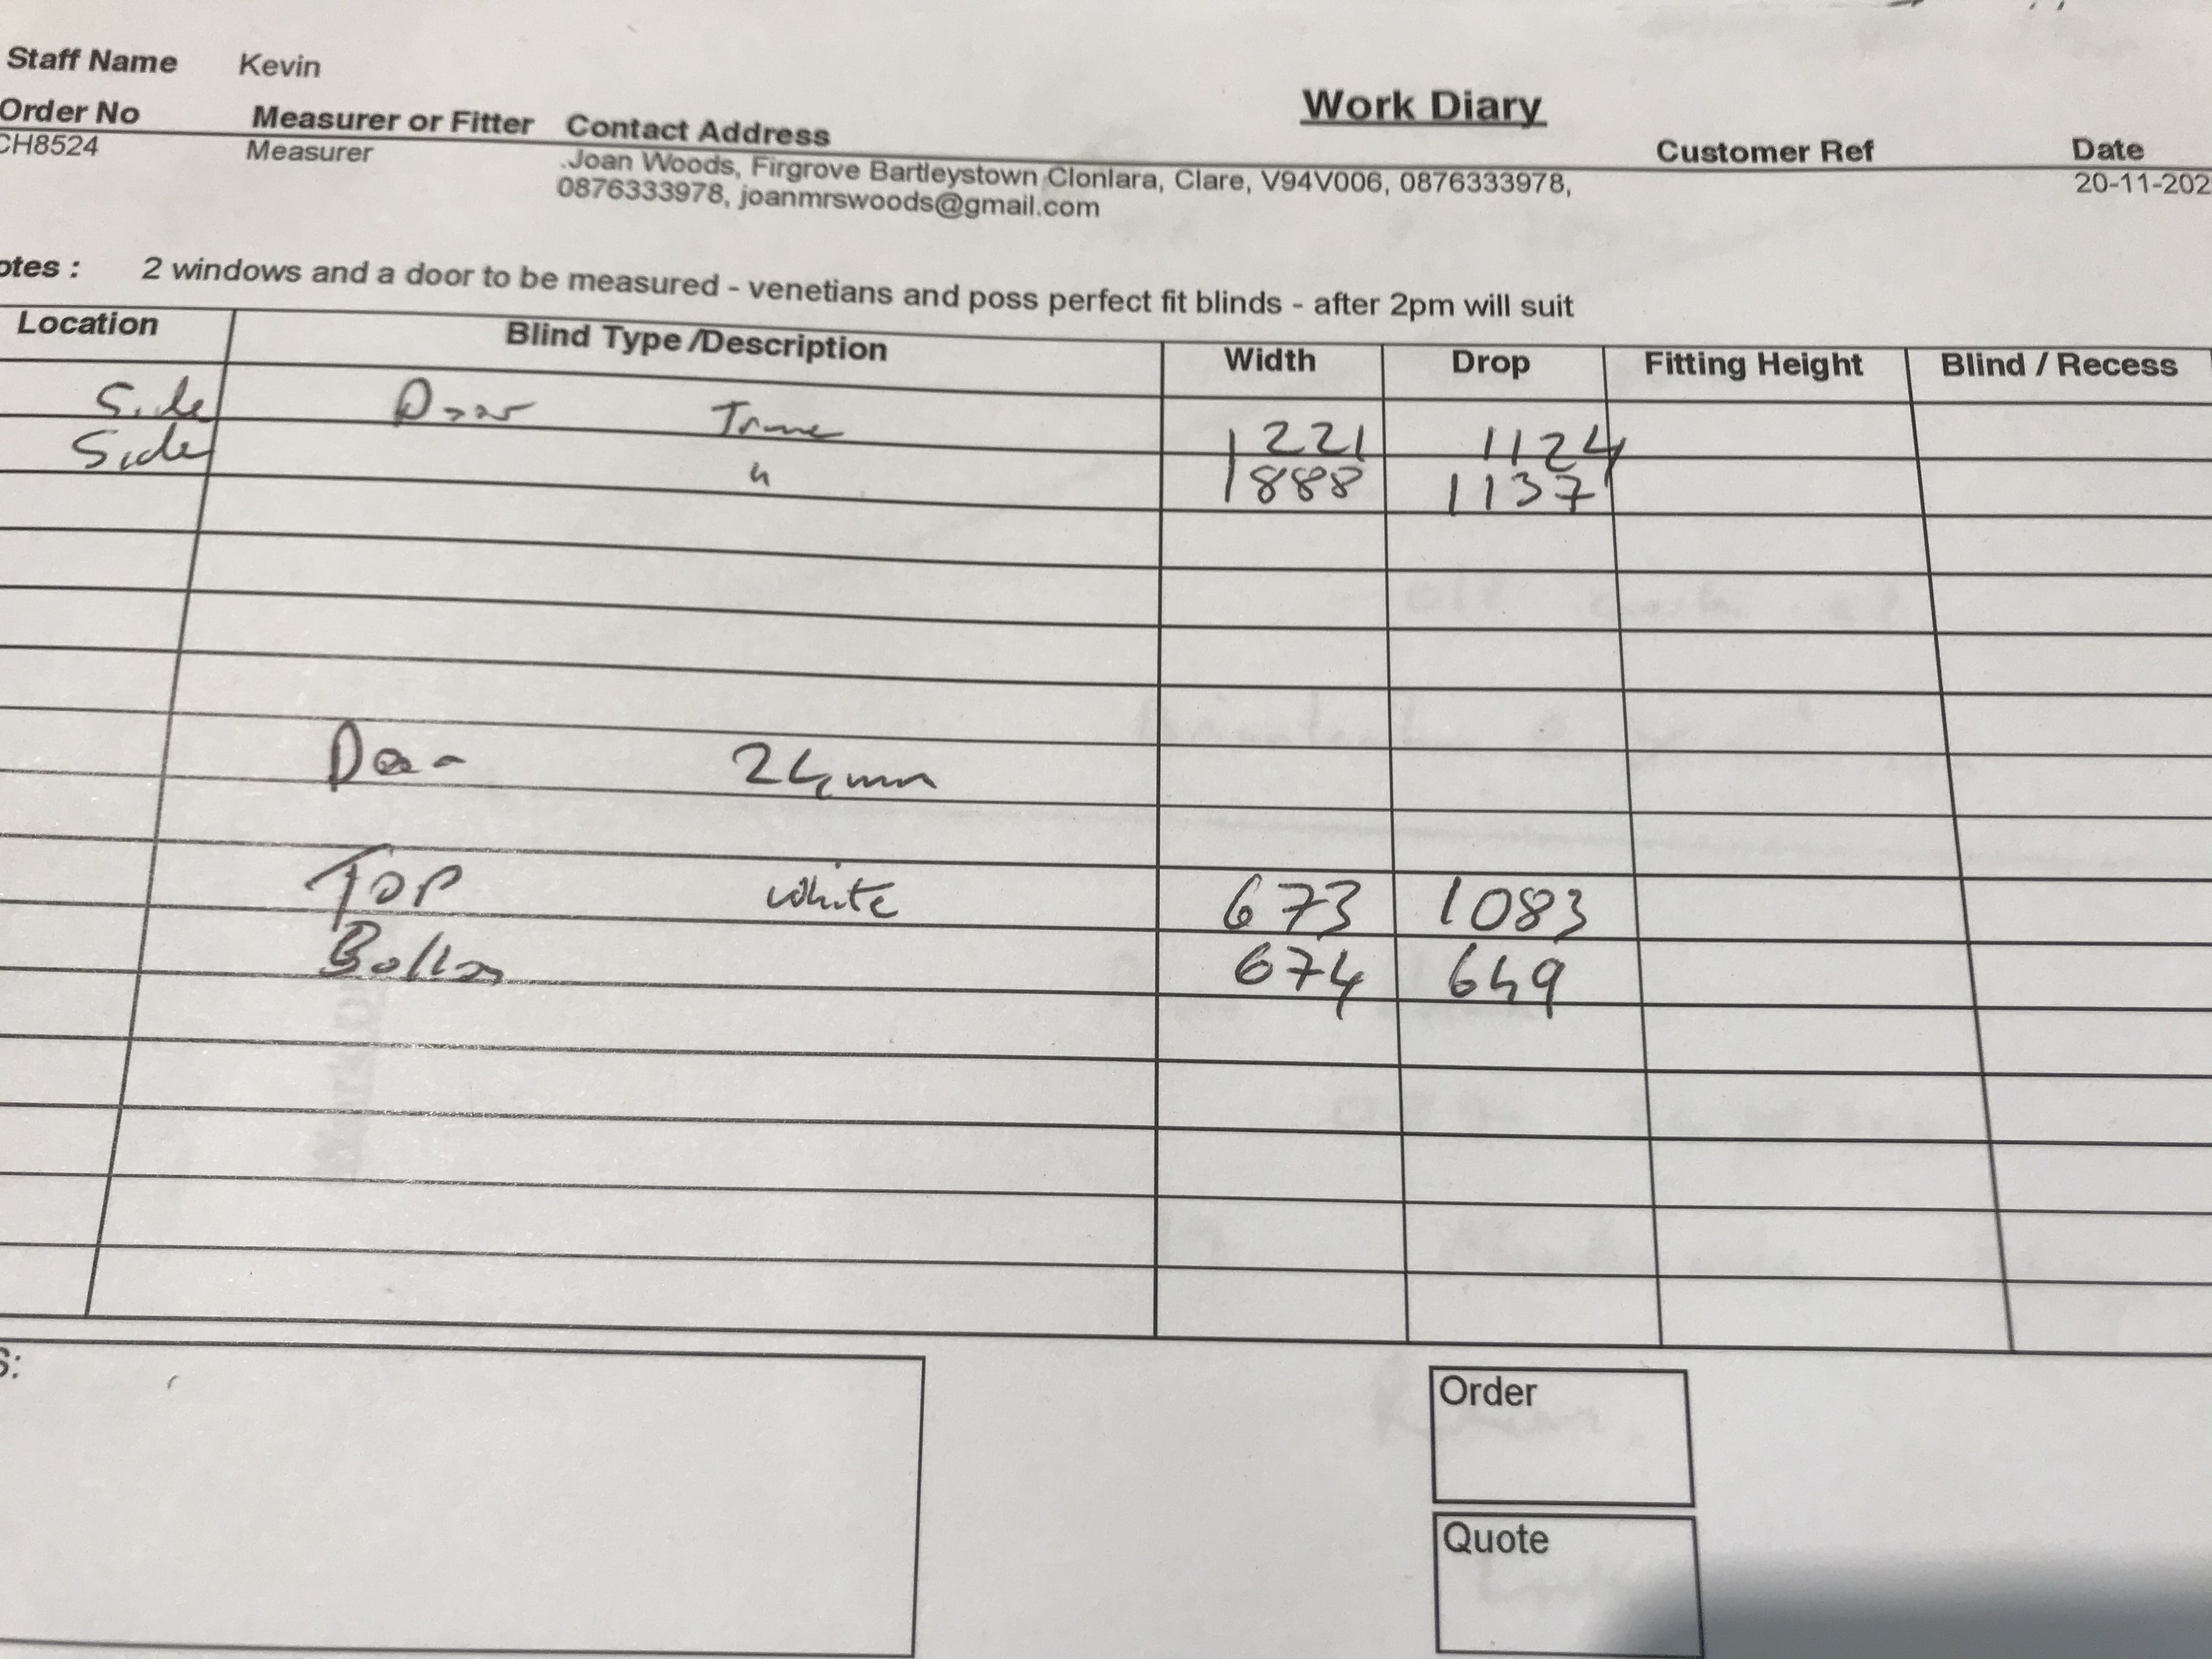 Staff Name Kevin
Work Diary
Order No Measurer or Fitter Contact Address Customer Ref Date
CH8524 Measurer Joan Woods, Firgrove Bartleystown Clonlara, Clare, V94V006, 0876333978, 20-11-202
0876333978, joanmrswoods@gmail.com
otes : 2 windows and a door to be measured - venetians and poss perfect fit blinds - after 2pm will suit
Location Blind Type /Description Width Drop Fitting Height Blind / Recess
Side Door 1221 1124
Side " 1888 1137
Door 24mm
TOP white 673 1083
Bottom 674 649
S:
Order
Quote